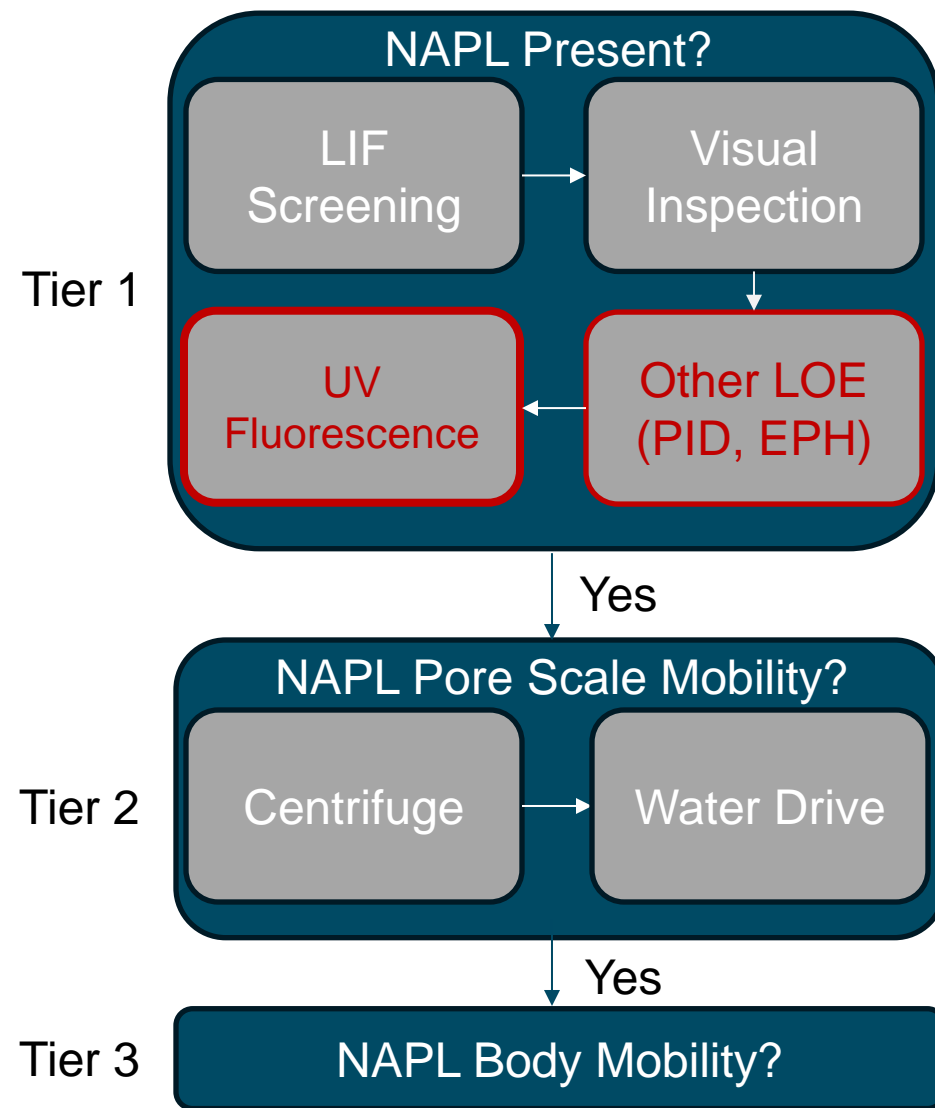 NAPL Present?
LIF
Screening
Visual
Inspection
Tier 1
UV
Fluorescence
Other LOE
(PID, EPH)
Yes
NAPL Pore Scale Mobility?
Tier 2
Centrifuge
Water Drive
Yes
Tier 3
NAPL Body Mobility?